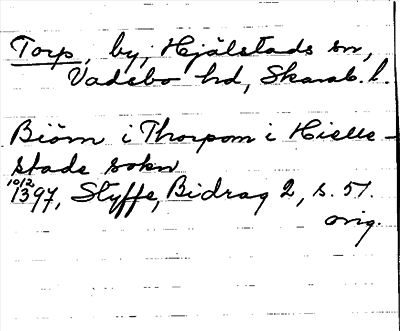 Torp, by, Hjälstads sn,
Vadsbo hd, Skarab. l.
Biörn i Thorpom i Hielle-
stade sokn
10/2 1397, Styffe, Bidrag 2, s. 51.
orig.